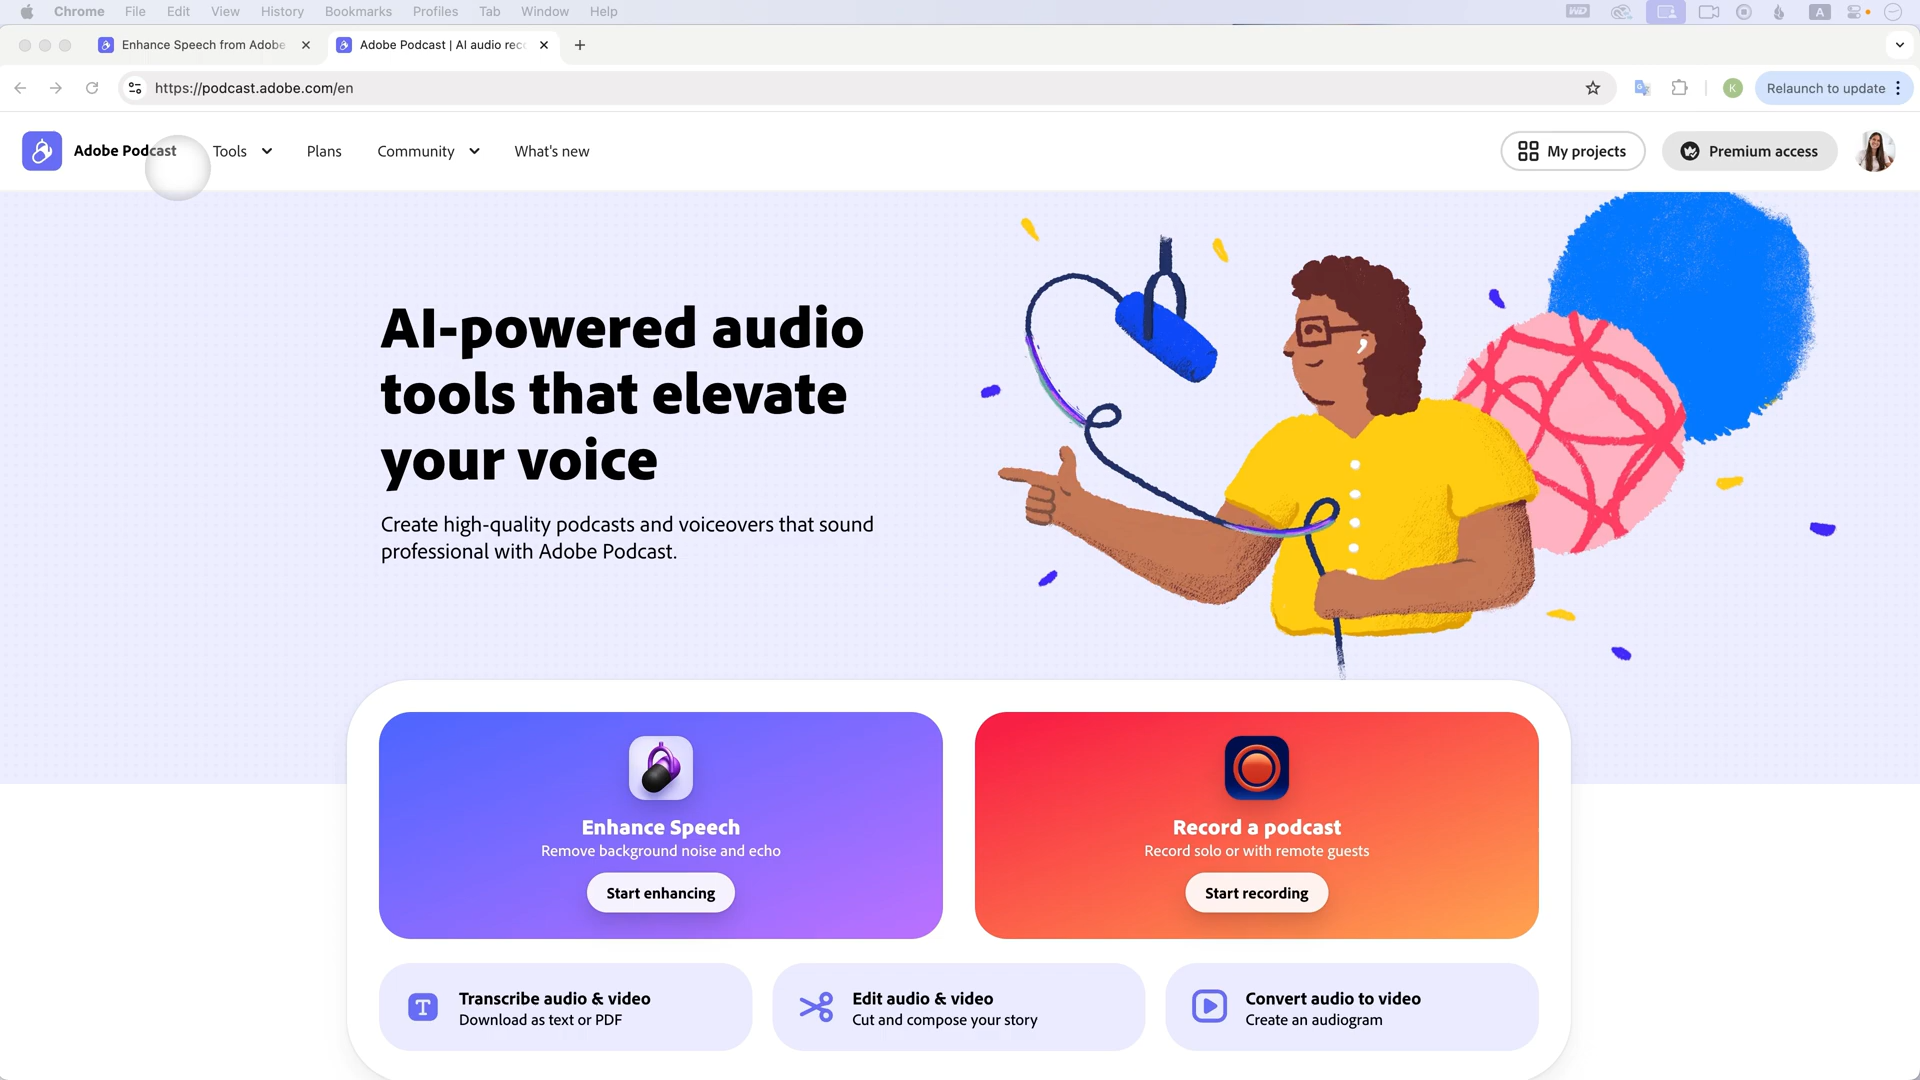 Chrome File Edit View History Bookmarks Profiles Tab Window Help
WD A
Enhance Speech from Adobe
Adobe Podcast | AI audio rec
https://podcast.adobe.com/en
K
Relaunch to update
Adobe Podcast
Tools
Plans
Community
What's new
My projects
Premium access
AI-powered audio
tools that elevate
your voice
Create high-quality podcasts and voiceovers that sound
professional with Adobe Podcast.
Enhance Speech
Remove background noise and echo
Start enhancing
Record a podcast
Record solo or with remote guests
Start recording
T
Transcribe audio & video
Download as text or PDF
Edit audio & video
Cut and compose your story
Convert audio to video
Create an audiogram